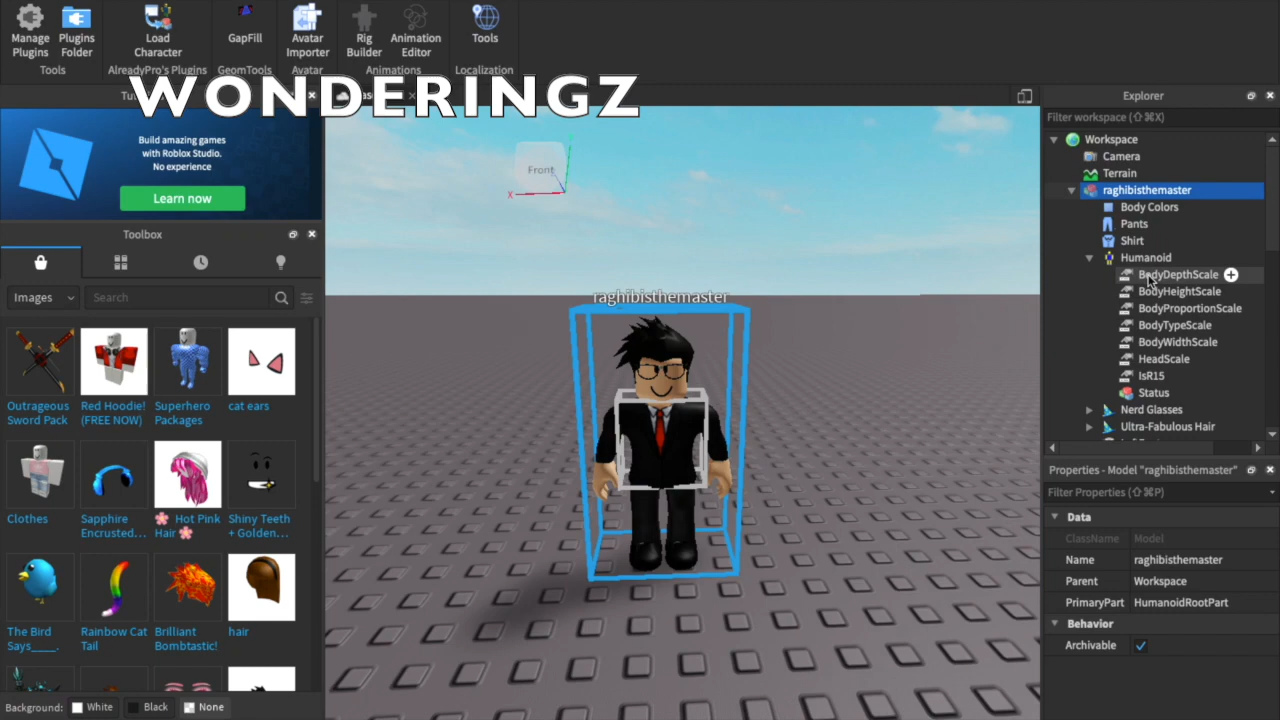 Manage
Plugins
Plugins
Folder
Tools
Load
Character
AlreadyPro's Plugins
GapFill
GeomTools
Avatar
Importer
Avatar
Rig
Builder
Animation
Editor
Animations
Tools
Localization
WONDERINGZ
Build amazing games
with Roblox Studio.
No experience
Learn now
Toolbox
Images
Search
Outrageous
Sword Pack
Red Hoodie!
(FREE NOW)
Superhero
Packages
cat ears
Clothes
Sapphire
Encrusted...
🌸 Hot Pink
Hair 🌸
Shiny Teeth
+ Golden...
The Bird
Says____.
Rainbow Cat
Tail
Brilliant
Bombtastic!
hair
Background:
White
Black
None
Front
X
raghibisthemaster
Explorer
Filter workspace (⇧⌘X)
Workspace
Camera
Terrain
raghibisthemaster
Body Colors
Pants
Shirt
Humanoid
BodyDepthScale
BodyHeightScale
BodyProportionScale
BodyTypeScale
BodyWidthScale
HeadScale
IsR15
Status
Nerd Glasses
Ultra-Fabulous Hair
Properties - Model "raghibisthemaster"
Filter Properties (⇧⌘P)
Data
ClassName Model
Name raghibisthemaster
Parent Workspace
PrimaryPart HumanoidRootPart
Behavior
Archivable